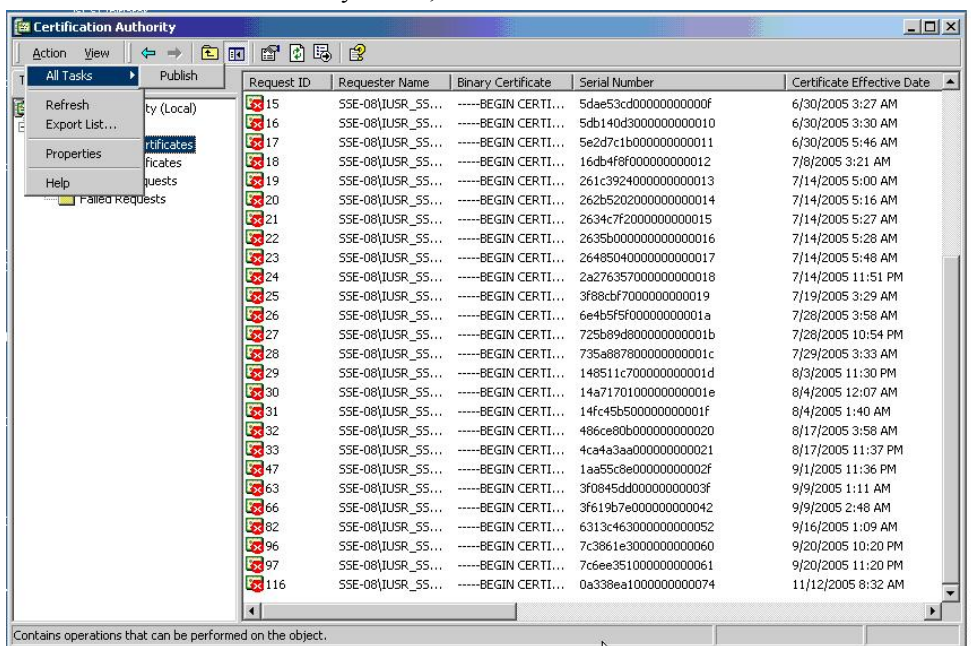 Certification Authority
Action View
All Tasks Publish
Refresh
Export List...
Properties
Help
ty (Local)
rtificates
ficates
quests
Failed Requests
Request ID Requester Name Binary Certificate Serial Number Certificate Effective Date
15 SSE-08\IUSR_SS... -----BEGIN CERTI... 5dae53cd00000000000f 6/30/2005 3:27 AM
16 SSE-08\IUSR_SS... -----BEGIN CERTI... 5db140d3000000000010 6/30/2005 3:30 AM
17 SSE-08\IUSR_SS... -----BEGIN CERTI... 5e2d7c1b000000000011 6/30/2005 5:46 AM
18 SSE-08\IUSR_SS... -----BEGIN CERTI... 16db4f8f000000000012 7/8/2005 3:21 AM
19 SSE-08\IUSR_SS... -----BEGIN CERTI... 261c3924000000000013 7/14/2005 5:00 AM
20 SSE-08\IUSR_SS... -----BEGIN CERTI... 262b5202000000000014 7/14/2005 5:16 AM
21 SSE-08\IUSR_SS... -----BEGIN CERTI... 2634c7f2000000000015 7/14/2005 5:27 AM
22 SSE-08\IUSR_SS... -----BEGIN CERTI... 2635b000000000000016 7/14/2005 5:28 AM
23 SSE-08\IUSR_SS... -----BEGIN CERTI... 26485040000000000017 7/14/2005 5:48 AM
24 SSE-08\IUSR_SS... -----BEGIN CERTI... 2a276357000000000018 7/14/2005 11:51 PM
25 SSE-08\IUSR_SS... -----BEGIN CERTI... 3f88cbf7000000000019 7/19/2005 3:29 AM
26 SSE-08\IUSR_SS... -----BEGIN CERTI... 6e4b5f5f00000000001a 7/28/2005 3:58 AM
27 SSE-08\IUSR_SS... -----BEGIN CERTI... 725b89d800000000001b 7/28/2005 10:54 PM
28 SSE-08\IUSR_SS... -----BEGIN CERTI... 735a887800000000001c 7/29/2005 3:33 AM
29 SSE-08\IUSR_SS... -----BEGIN CERTI... 148511c700000000001d 8/3/2005 11:30 PM
30 SSE-08\IUSR_SS... -----BEGIN CERTI... 14a7170100000000001e 8/4/2005 12:07 AM
31 SSE-08\IUSR_SS... -----BEGIN CERTI... 14fc45b500000000001f 8/4/2005 1:40 AM
32 SSE-08\IUSR_SS... -----BEGIN CERTI... 486ce80b000000000020 8/17/2005 3:58 AM
33 SSE-08\IUSR_SS... -----BEGIN CERTI... 4ca4a3aa000000000021 8/17/2005 11:37 PM
47 SSE-08\IUSR_SS... -----BEGIN CERTI... 1aa55c8e00000000002f 9/1/2005 11:36 PM
63 SSE-08\IUSR_SS... -----BEGIN CERTI... 3f0845dd00000000003f 9/9/2005 1:11 AM
66 SSE-08\IUSR_SS... -----BEGIN CERTI... 3f619b7e000000000042 9/9/2005 2:48 AM
82 SSE-08\IUSR_SS... -----BEGIN CERTI... 6313c463000000000052 9/16/2005 1:09 AM
96 SSE-08\IUSR_SS... -----BEGIN CERTI... 7c3861e3000000000060 9/20/2005 10:20 PM
97 SSE-08\IUSR_SS... -----BEGIN CERTI... 7c6ee351000000000061 9/20/2005 11:20 PM
116 SSE-08\IUSR_SS... -----BEGIN CERTI... 0a338ea1000000000074 11/12/2005 8:32 AM
Contains operations that can be performed on the object.